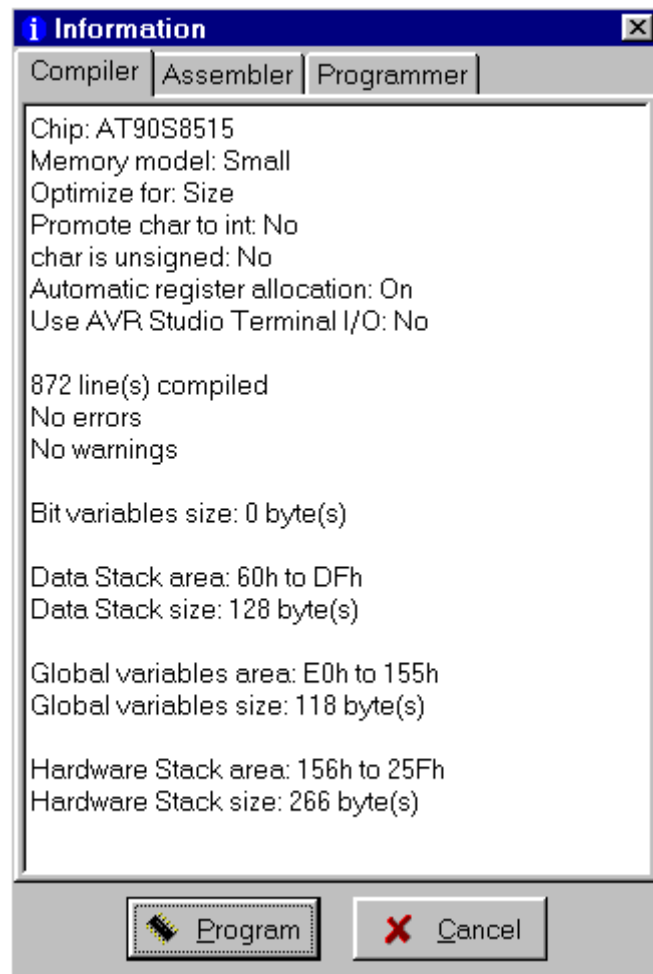 Information
Compiler Assembler Programmer
Chip: AT90S8515
Memory model: Small
Optimize for: Size
Promote char to int: No
char is unsigned: No
Automatic register allocation: On
Use AVR Studio Terminal I/O: No
872 line(s) compiled
No errors
No warnings
Bit variables size: 0 byte(s)
Data Stack area: 60h to DFh
Data Stack size: 128 byte(s)
Global variables area: E0h to 155h
Global variables size: 118 byte(s)
Hardware Stack area: 156h to 25Fh
Hardware Stack size: 266 byte(s)
Program Cancel